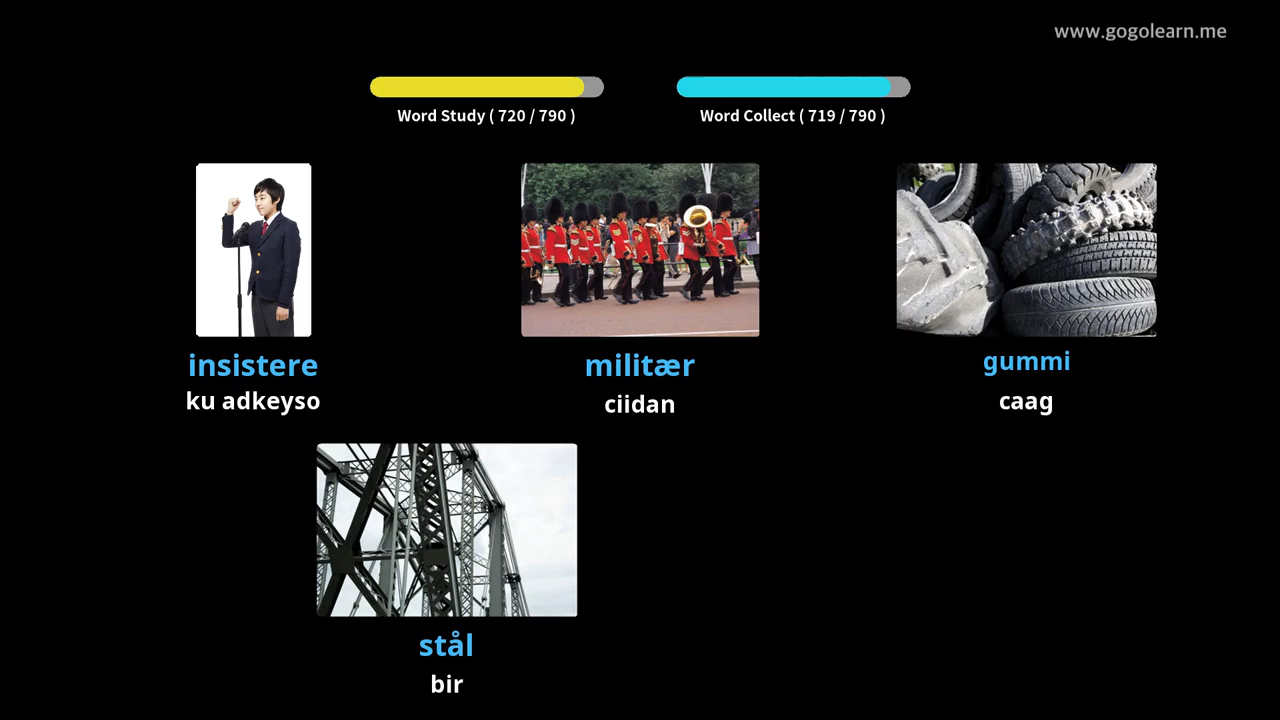 www.gogolearn.me
Word Study ( 720 / 790 )
Word Collect ( 719 / 790 )
insistere
ku adkeyso
militær
ciidan
gummi
caag
stål
bir